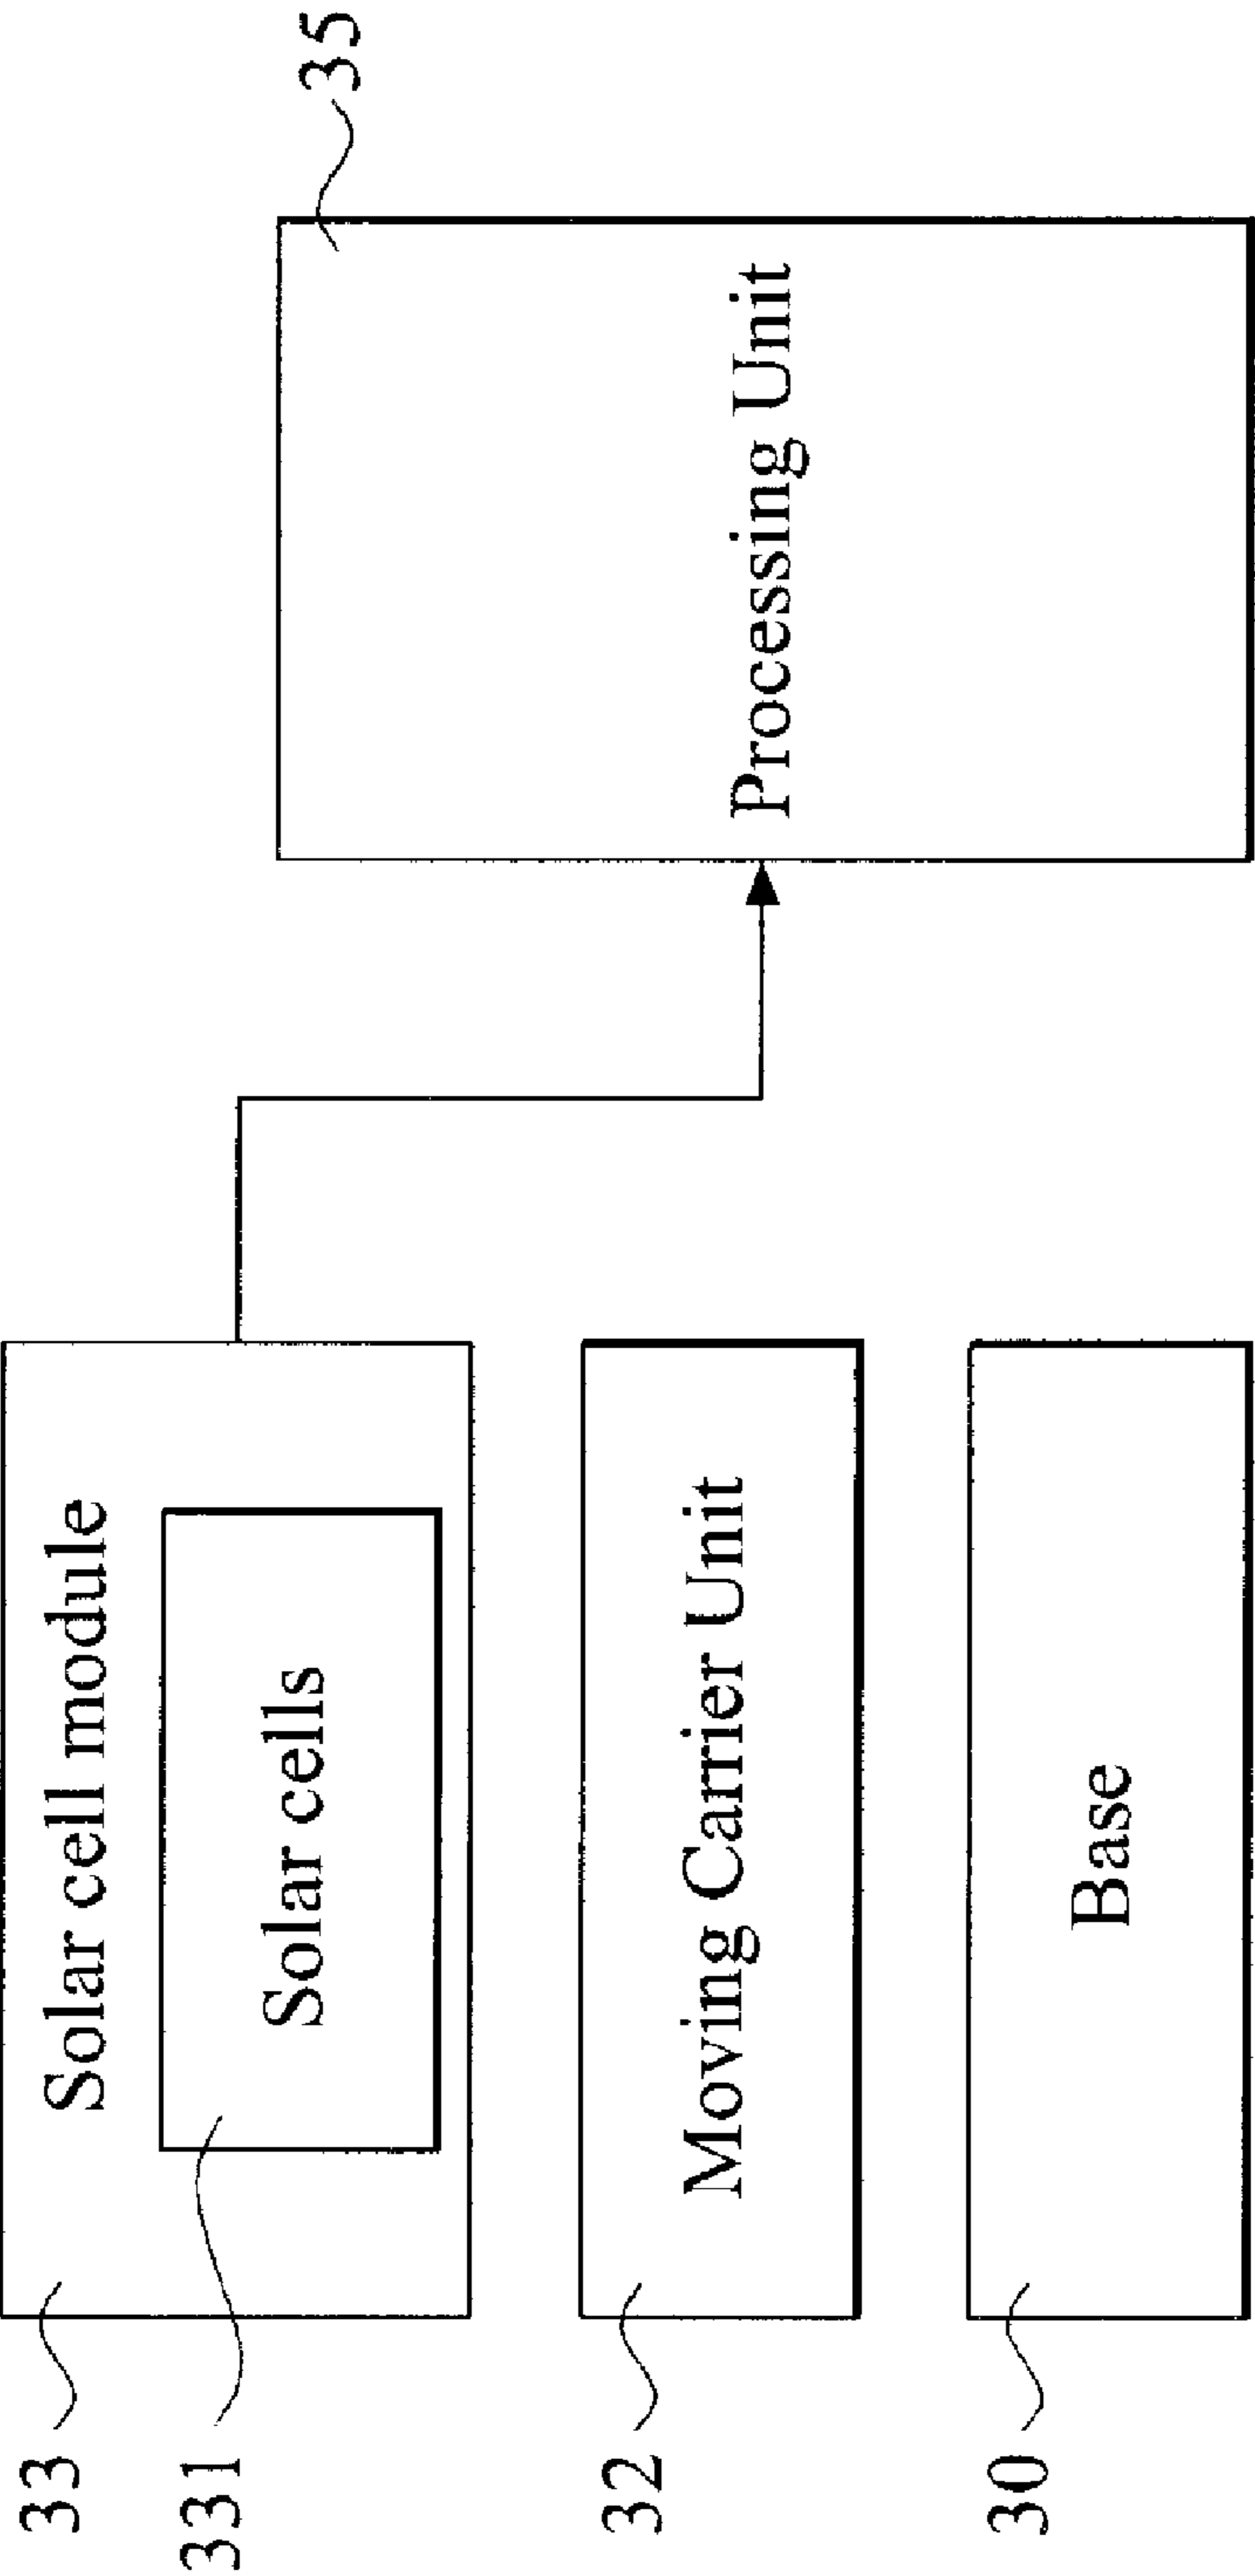 33
Solar cell module
331
Solar cells
32
Moving Carrier Unit
30
Base
Processing Unit
35